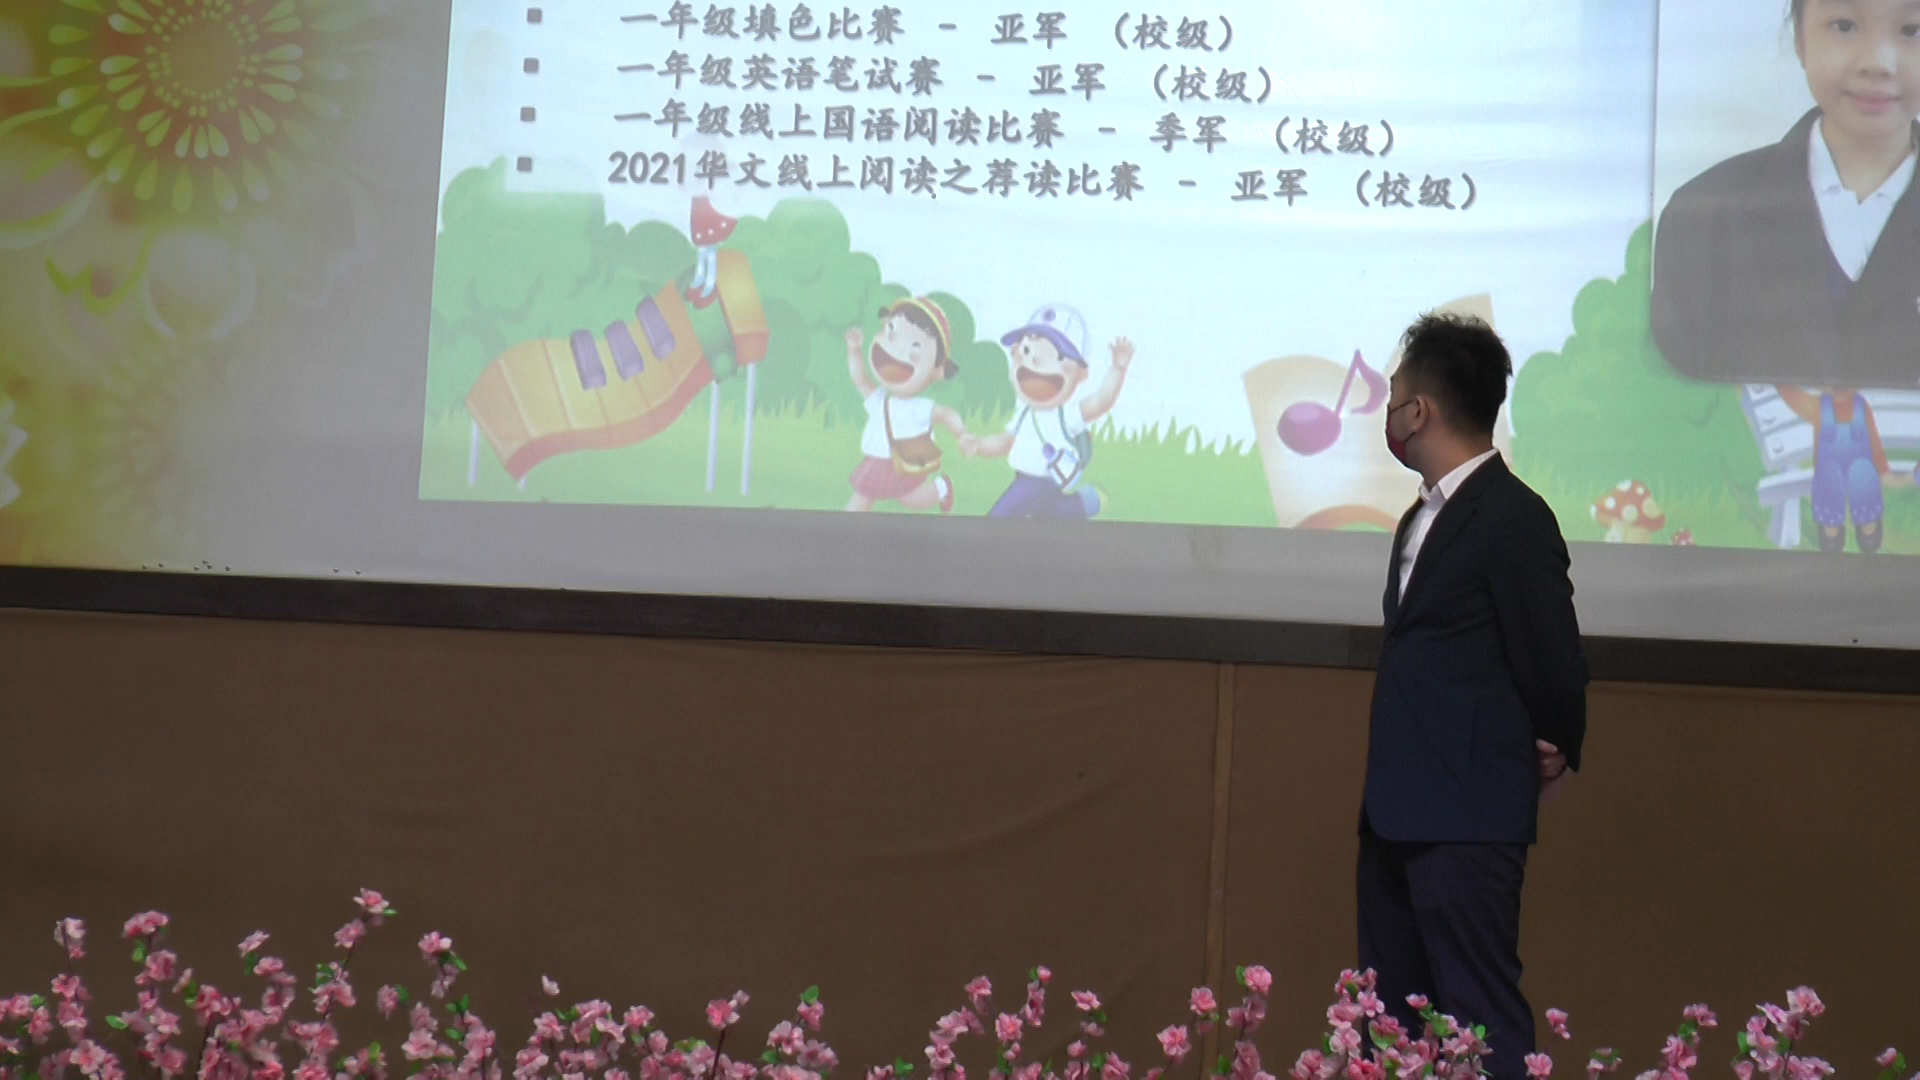 ▪ 一年级填色比赛 - 亚军 （校级）
▪ 一年级英语笔试赛 - 亚军 （校级）
▪ 一年级线上国语阅读比赛 - 季军 （校级）
▪ 2021华文线上阅读之荐读比赛 - 亚军 （校级）